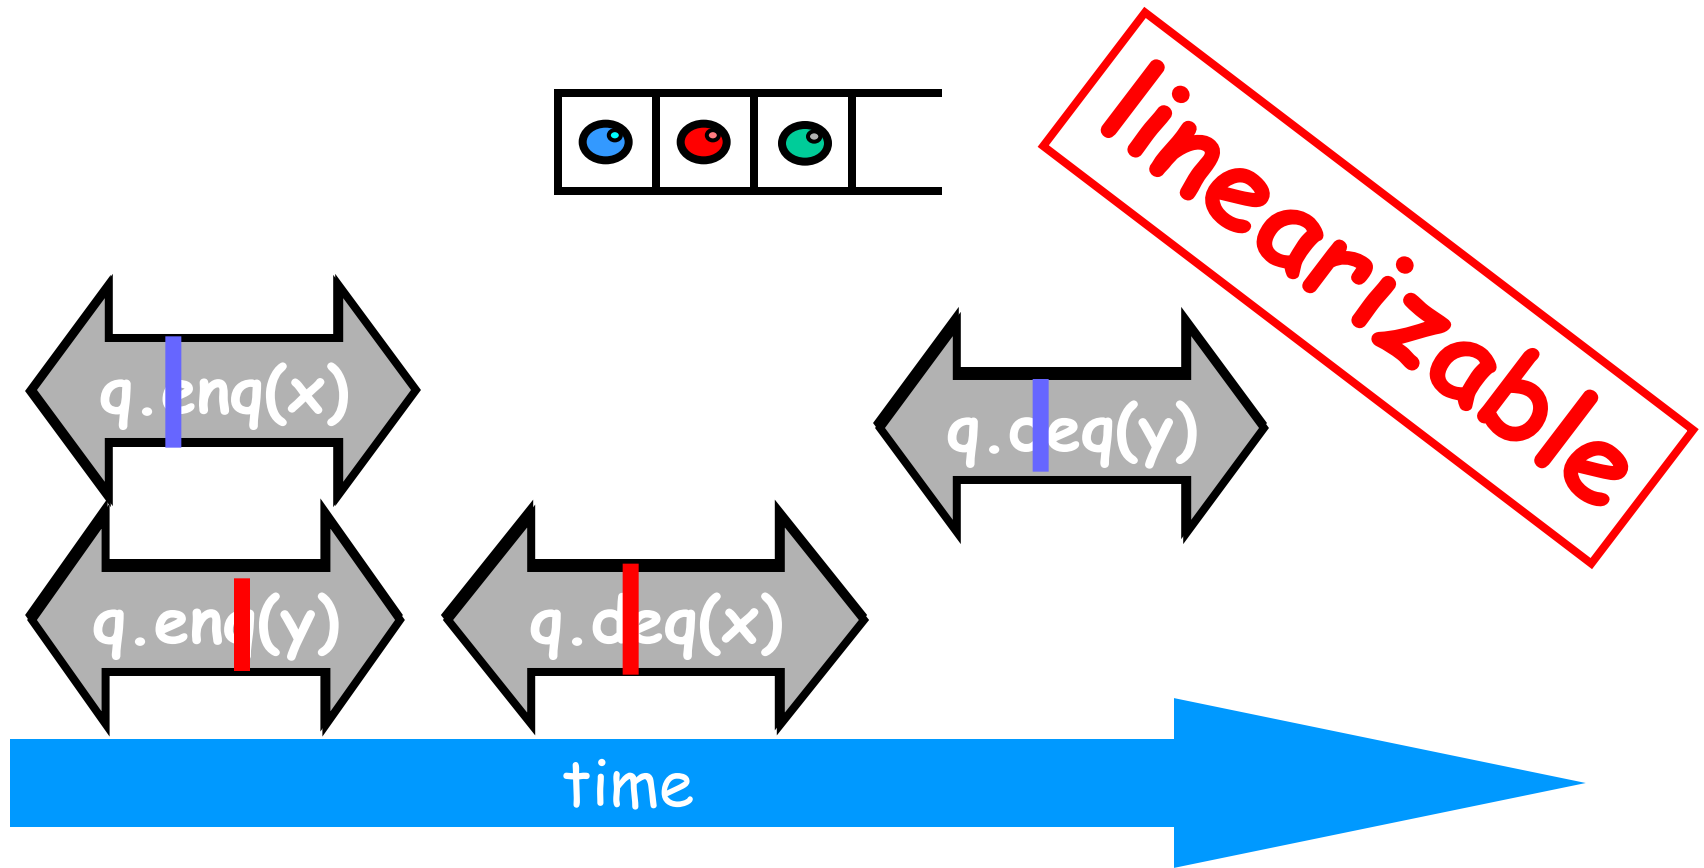 linearizable
q.enq(x)
q.deq(y)
q.enq(y)
q.deq(x)
time